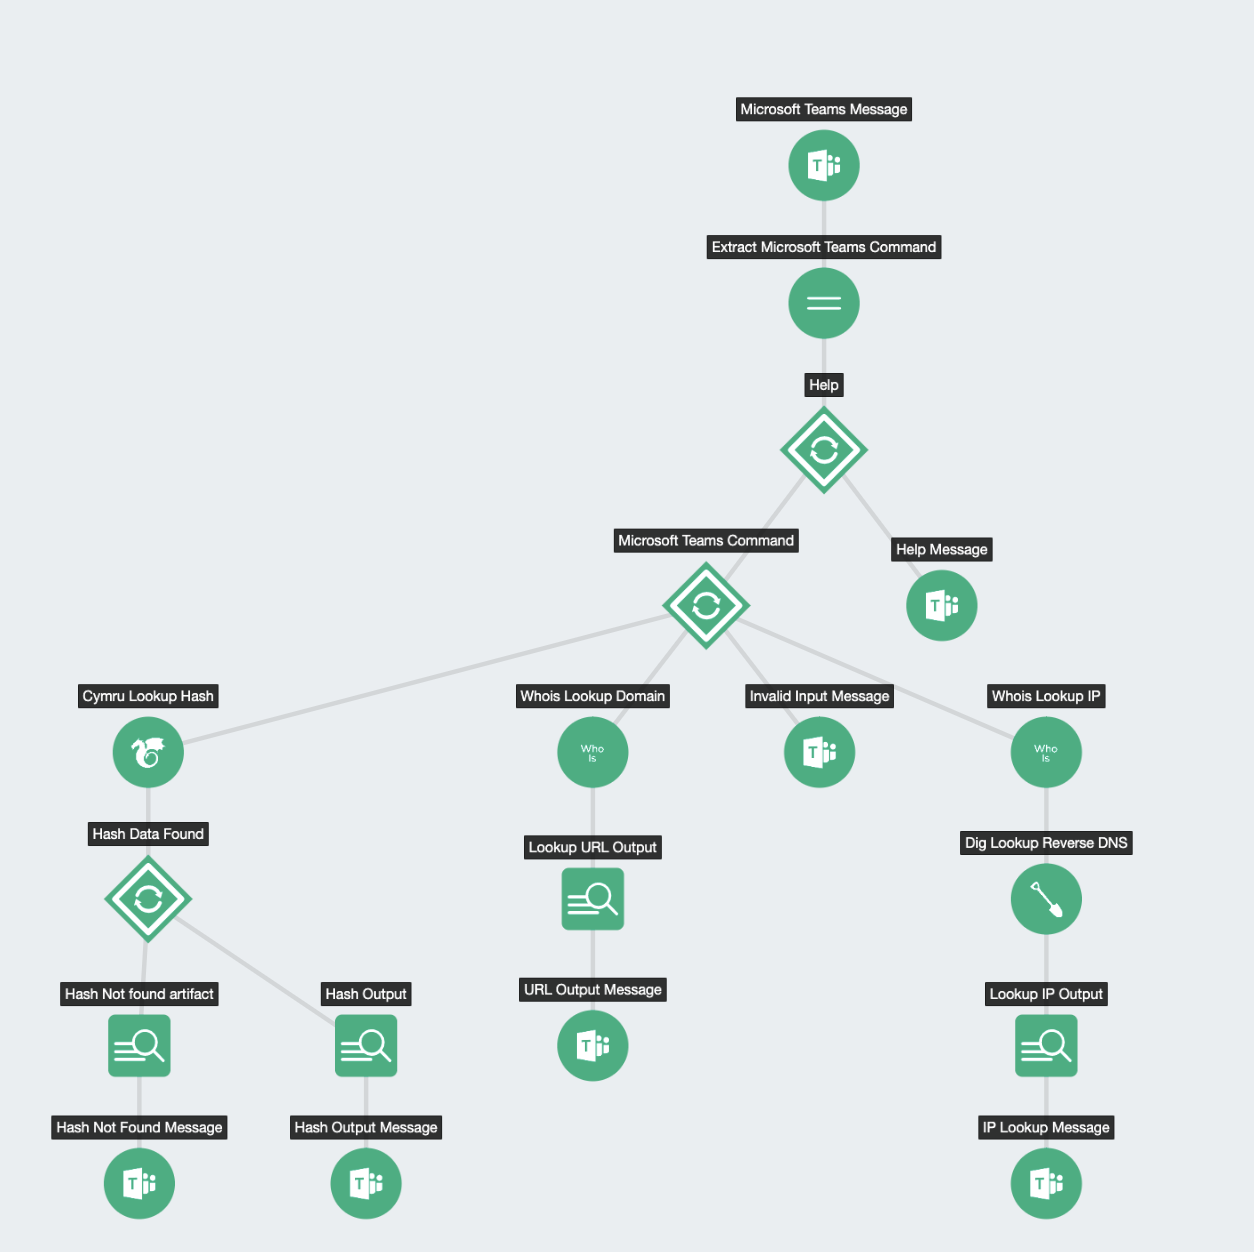 Microsoft Teams Message
T
Extract Microsoft Teams Command
Help
Microsoft Teams Command
Help Message
T
Cymru Lookup Hash
Whois Lookup Domain
Invalid Input Message
Whois Lookup IP
Who
Is
T
Who
Is
Hash Data Found
Lookup URL Output
Dig Lookup Reverse DNS
Hash Not found artifact
Hash Output
URL Output Message
Lookup IP Output
T
Hash Not Found Message
Hash Output Message
IP Lookup Message
T
T
T